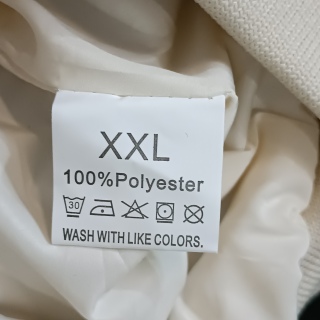 XXL
100%Polyester
30
WASH WITH LIKE COLORS.